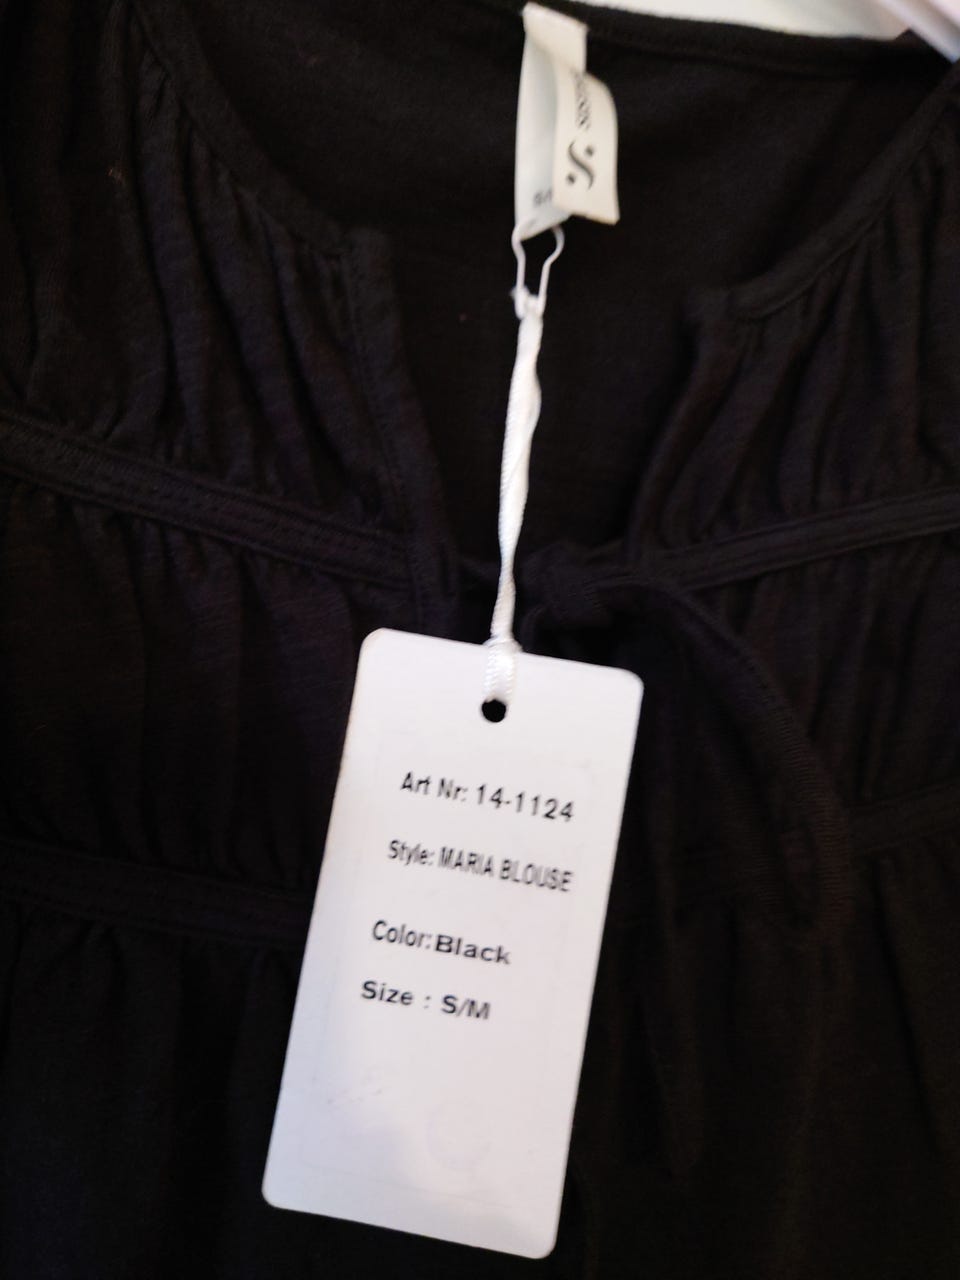 Art Nr: 14-1124
Style: MARIA BLOUSE
Color:Black
Size : S/M